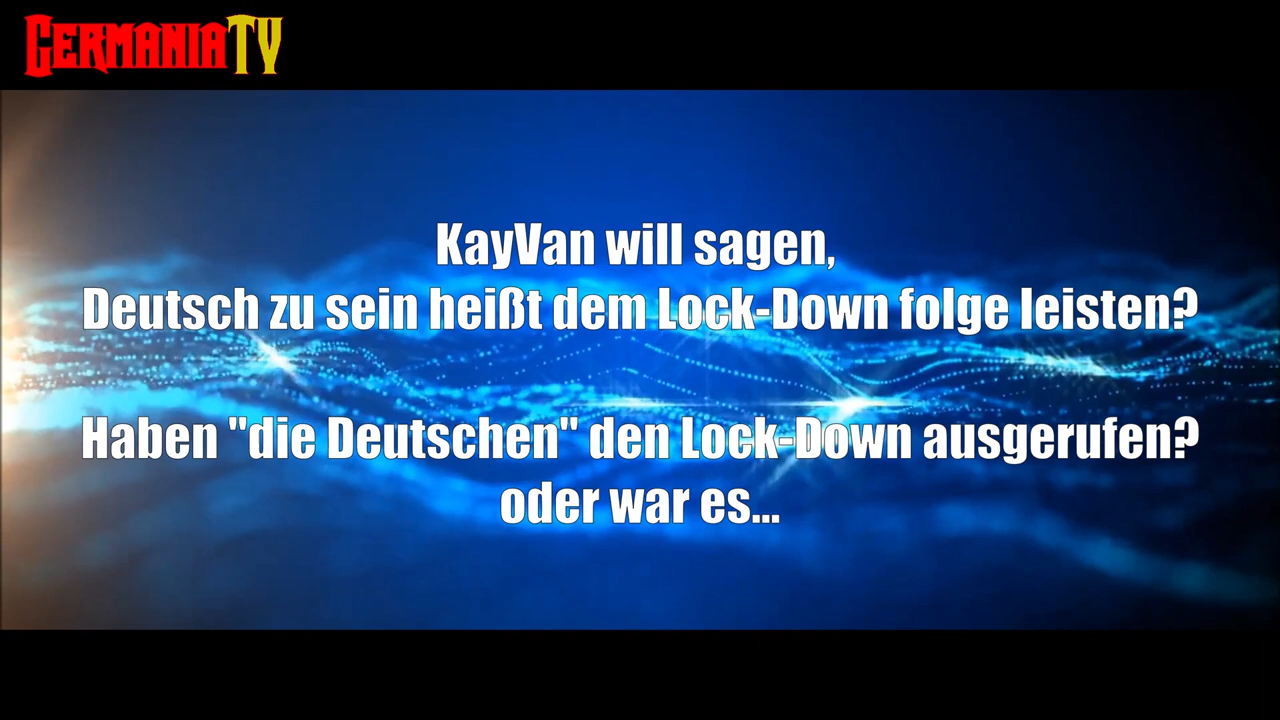 GERMANIATV
KayVan will sagen,
Deutsch zu sein heißt dem Lock-Down folge leisten?
Haben "die Deutschen" den Lock-Down ausgerufen?
oder war es...